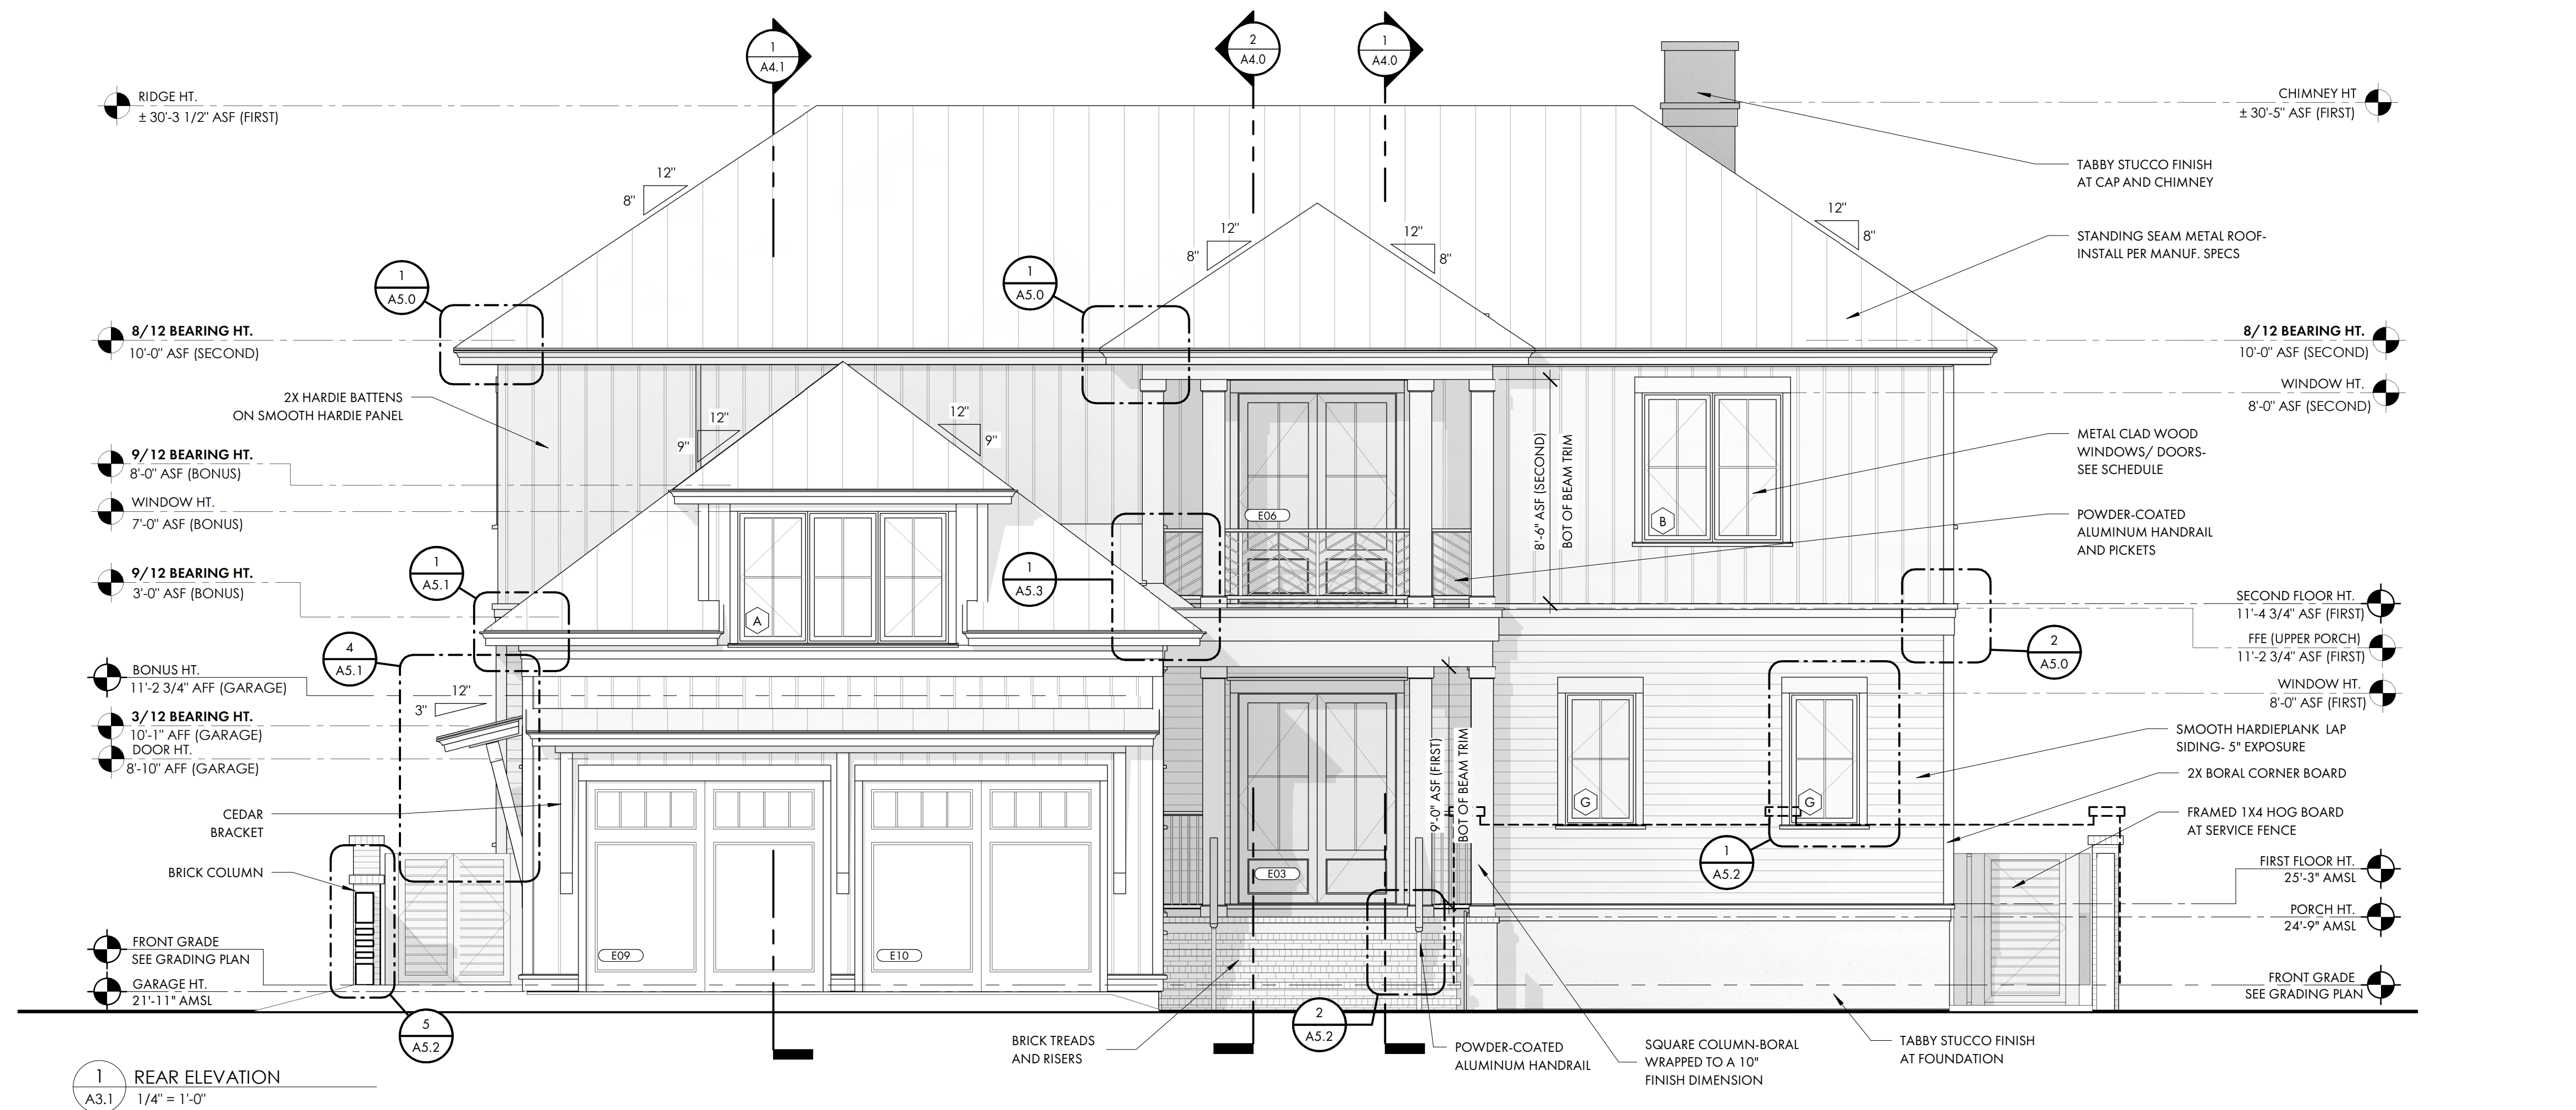 1
A4.1
2
A4.0
1
A4.0
RIDGE HT.
± 30'-3 1/2" ASF (FIRST)
CHIMNEY HT
± 30'-5" ASF (FIRST)
TABBY STUCCO FINISH
AT CAP AND CHIMNEY
12"
8"
12"
8"
12"
8"
12"
8"
STANDING SEAM METAL ROOF-
INSTALL PER MANUF. SPECS
1
A5.0
1
A5.0
8/12 BEARING HT.
10'-0" ASF (SECOND)
8/12 BEARING HT.
10'-0" ASF (SECOND)
2X HARDIE BATTENS
ON SMOOTH HARDIE PANEL
WINDOW HT.
8'-0" ASF (SECOND)
12"
9"
12"
9"
METAL CLAD WOOD
WINDOWS/ DOORS-
SEE SCHEDULE
9/12 BEARING HT.
8'-0" ASF (BONUS)
8'-6" ASF (SECOND)
BOT OF BEAM TRIM
WINDOW HT.
7'-0" ASF (BONUS)
E06
B
POWDER-COATED
ALUMINUM HANDRAIL
AND PICKETS
1
A5.1
1
A5.3
9/12 BEARING HT.
3'-0" ASF (BONUS)
A
SECOND FLOOR HT.
11'-4 3/4" ASF (FIRST)
FFE (UPPER PORCH)
11'-2 3/4" ASF (FIRST)
4
A5.1
2
A5.0
BONUS HT.
11'-2 3/4" AFF (GARAGE)
12"
3"
WINDOW HT.
8'-0" ASF (FIRST)
3/12 BEARING HT.
10'-1" AFF (GARAGE)
DOOR HT.
8'-10" AFF (GARAGE)
SMOOTH HARDIEPLANK LAP
SIDING- 5" EXPOSURE
2X BORAL CORNER BOARD
9'-0" ASF (FIRST)
BOT OF BEAM TRIM
G
G
CEDAR
BRACKET
FRAMED 1X4 HOG BOARD
AT SERVICE FENCE
1
A5.2
BRICK COLUMN
E03
FIRST FLOOR HT.
25'-3" AMSL
PORCH HT.
24'-9" AMSL
FRONT GRADE
SEE GRADING PLAN
E09
E10
GARAGE HT.
21'-11" AMSL
FRONT GRADE
SEE GRADING PLAN
5
A5.2
2
A5.2
BRICK TREADS
AND RISERS
POWDER-COATED
ALUMINUM HANDRAIL
SQUARE COLUMN-BORAL
WRAPPED TO A 10"
FINISH DIMENSION
TABBY STUCCO FINISH
AT FOUNDATION
1
A3.1
REAR ELEVATION
1/4" = 1'-0"